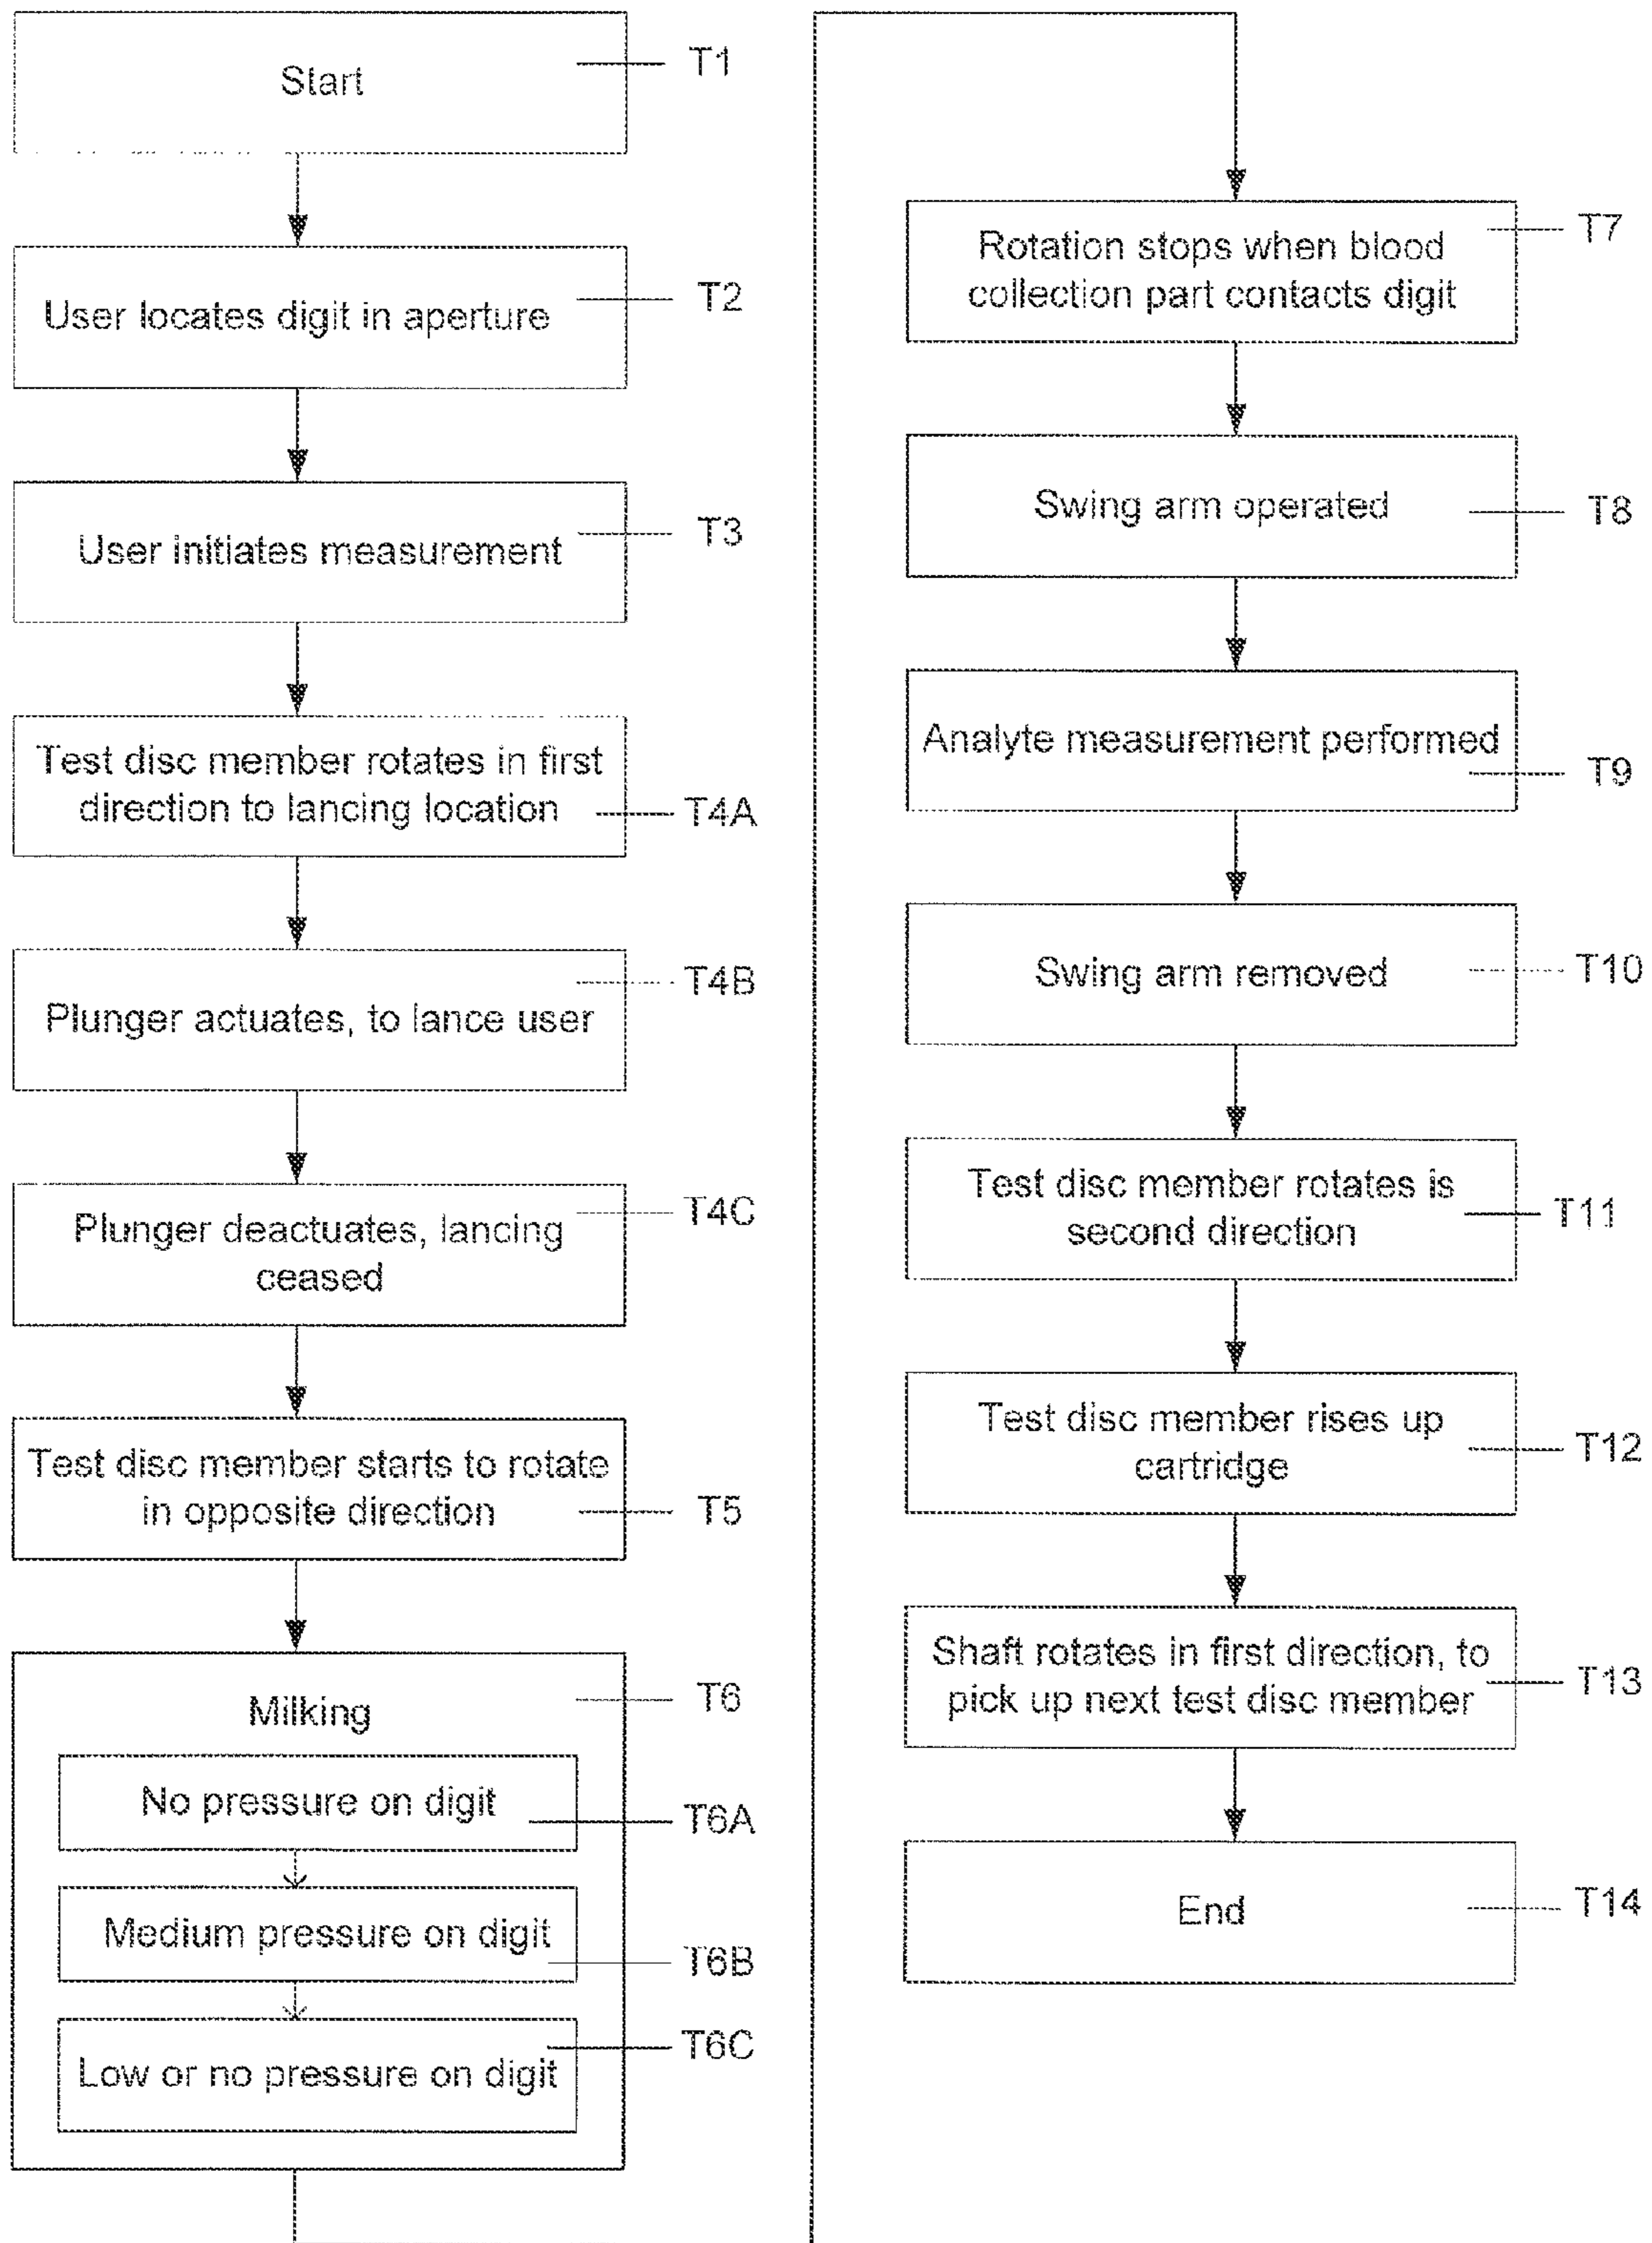 Start
T1
User locates digit in aperture
T2
User initiates measurement
T3
Test disc member rotates in first
direction to lancing location
T4A
Plunger actuates, to lance user
T4B
Plunger deactuates, lancing
ceased
T4C
Test disc member starts to rotate
in opposite direction
T5
Milking
T6
No pressure on digit
T6A
Medium pressure on digit
T6B
Low or no pressure on digit
T6C
Rotation stops when blood
collection part contacts digit
T7
Swing arm operated
T8
Analyte measurement performed
T9
Swing arm removed
T10
Test disc member rotates is
second direction
T11
Test disc member rises up
cartridge
T12
Shaft rotates in first direction, to
pick up next test disc member
T13
End
T14